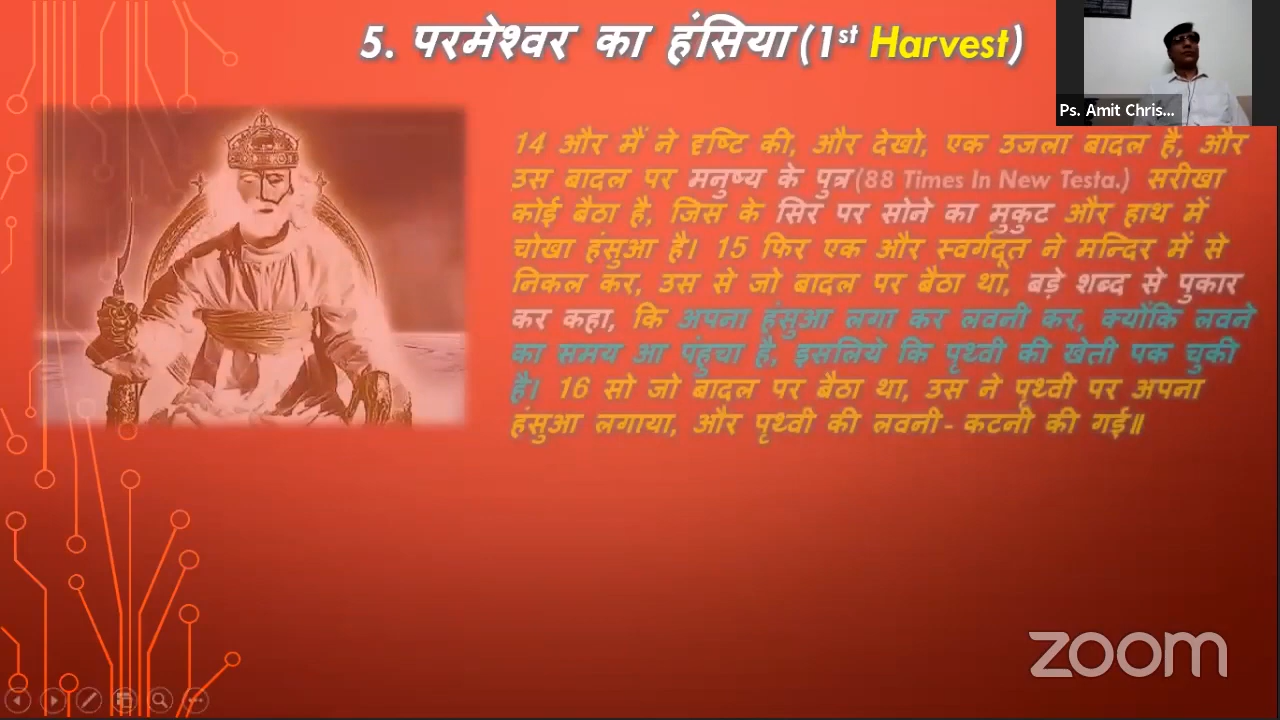 5. परमेश्वर का हंसिया (1st Harvest)
Ps. Amit Chris...
14 और मैं ने दृष्टि की, और देखो, एक उजला बादल है, और
उस बादल पर मनुष्य के पुत्र (88 Times In New Testa.) सरीखा
कोई बैठा है, जिस के सिर पर सोने का मुकुट और हाथ में
चोखा हंसुआ है। 15 फिर एक और स्वर्गदूत ने मन्दिर में से
निकल कर, उस से जो बादल पर बैठा था, बड़े शब्द से पुकार
कर कहा, कि अपना हंसुआ लगा कर लवनी कर, क्योंकि लवने
का समय आ पंहुचा है, इसलिये कि पृथ्वी की खेती पक चुकी
है। 16 सो जो बादल पर बैठा था, उस ने पृथ्वी पर अपना
हंसुआ लगाया, और पृथ्वी की लवनी- कटनी की गई॥
zoom